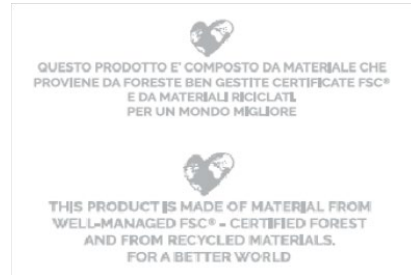 QUESTO PRODOTTO E' COMPOSTO DA MATERIALE CHE
PROVIENE DA FORESTE BEN GESTITE CERTIFICATE FSC®
E DA MATERIALI RICICLATI.
PER UN MONDO MIGLIORE
THIS PRODUCT IS MADE OF MATERIAL FROM
WELL-MANAGED FSC® - CERTIFIED FOREST
AND FROM RECYCLED MATERIALS.
FOR A BETTER WORLD